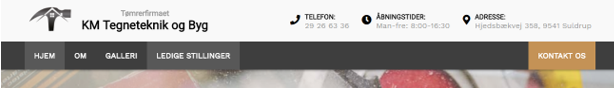 Tømrerfirmaet
KM Tegneteknik og Byg
TELEFON:
29 26 63 36
ÅBNINGSTIDER:
Man-fre: 8:00-16:30
ADRESSE:
Hjedsbækvej 358, 9541 Suldrup
HJEM OM GALLERI LEDIGE STILLINGER KONTAKT OS